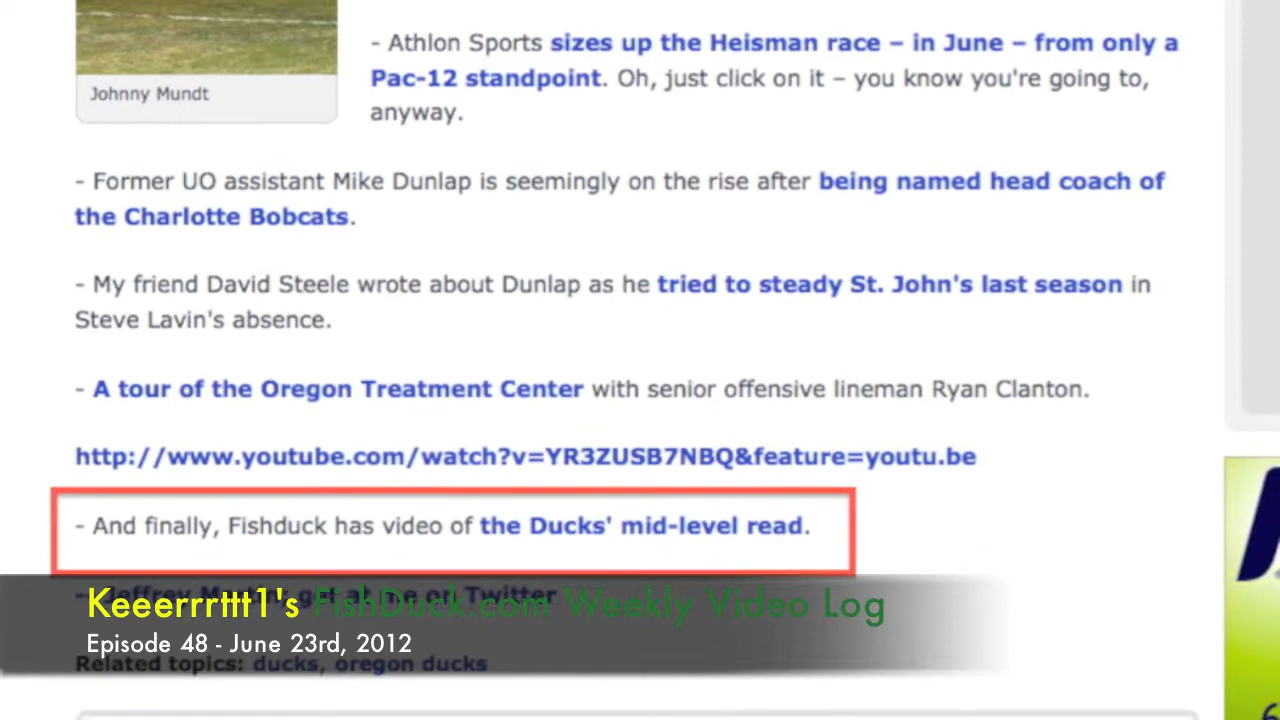 - Athlon Sports sizes up the Heisman race – in June – from only a
Pac-12 standpoint. Oh, just click on it – you know you're going to,
anyway.
Johnny Mundt
- Former UO assistant Mike Dunlap is seemingly on the rise after being named head coach of
the Charlotte Bobcats.
- My friend David Steele wrote about Dunlap as he tried to steady St. John's last season in
Steve Lavin's absence.
- A tour of the Oregon Treatment Center with senior offensive lineman Ryan Clanton.
http://www.youtube.com/watch?v=YR3ZUSB7NBQ&feature=youtu.be
- And finally, Fishduck has video of the Ducks' mid-level read.
get at me on Twitter
Keeerrrttt1's FishDuck.com Weekly Video Log
Episode 48 - June 23rd, 2012
Related topics: ducks, oregon ducks